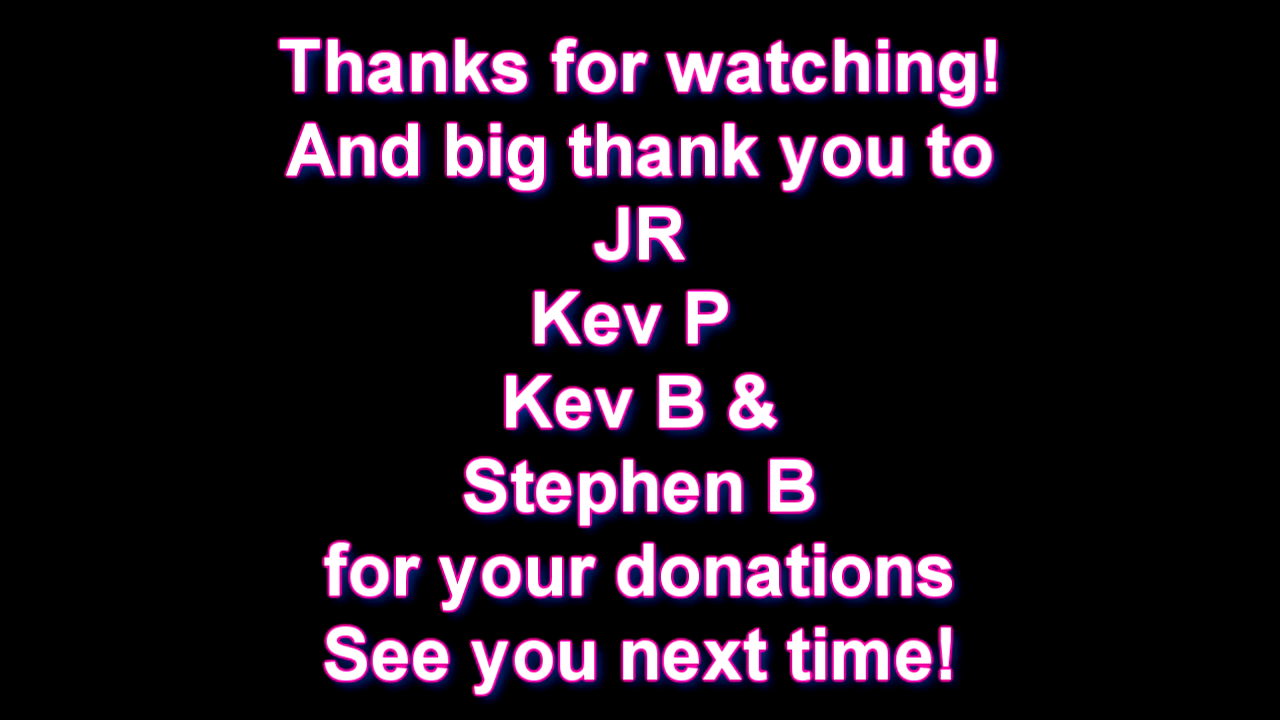 Thanks for watching!
And big thank you to
JR
Kev P
Kev B &
Stephen B
for your donations
See you next time!